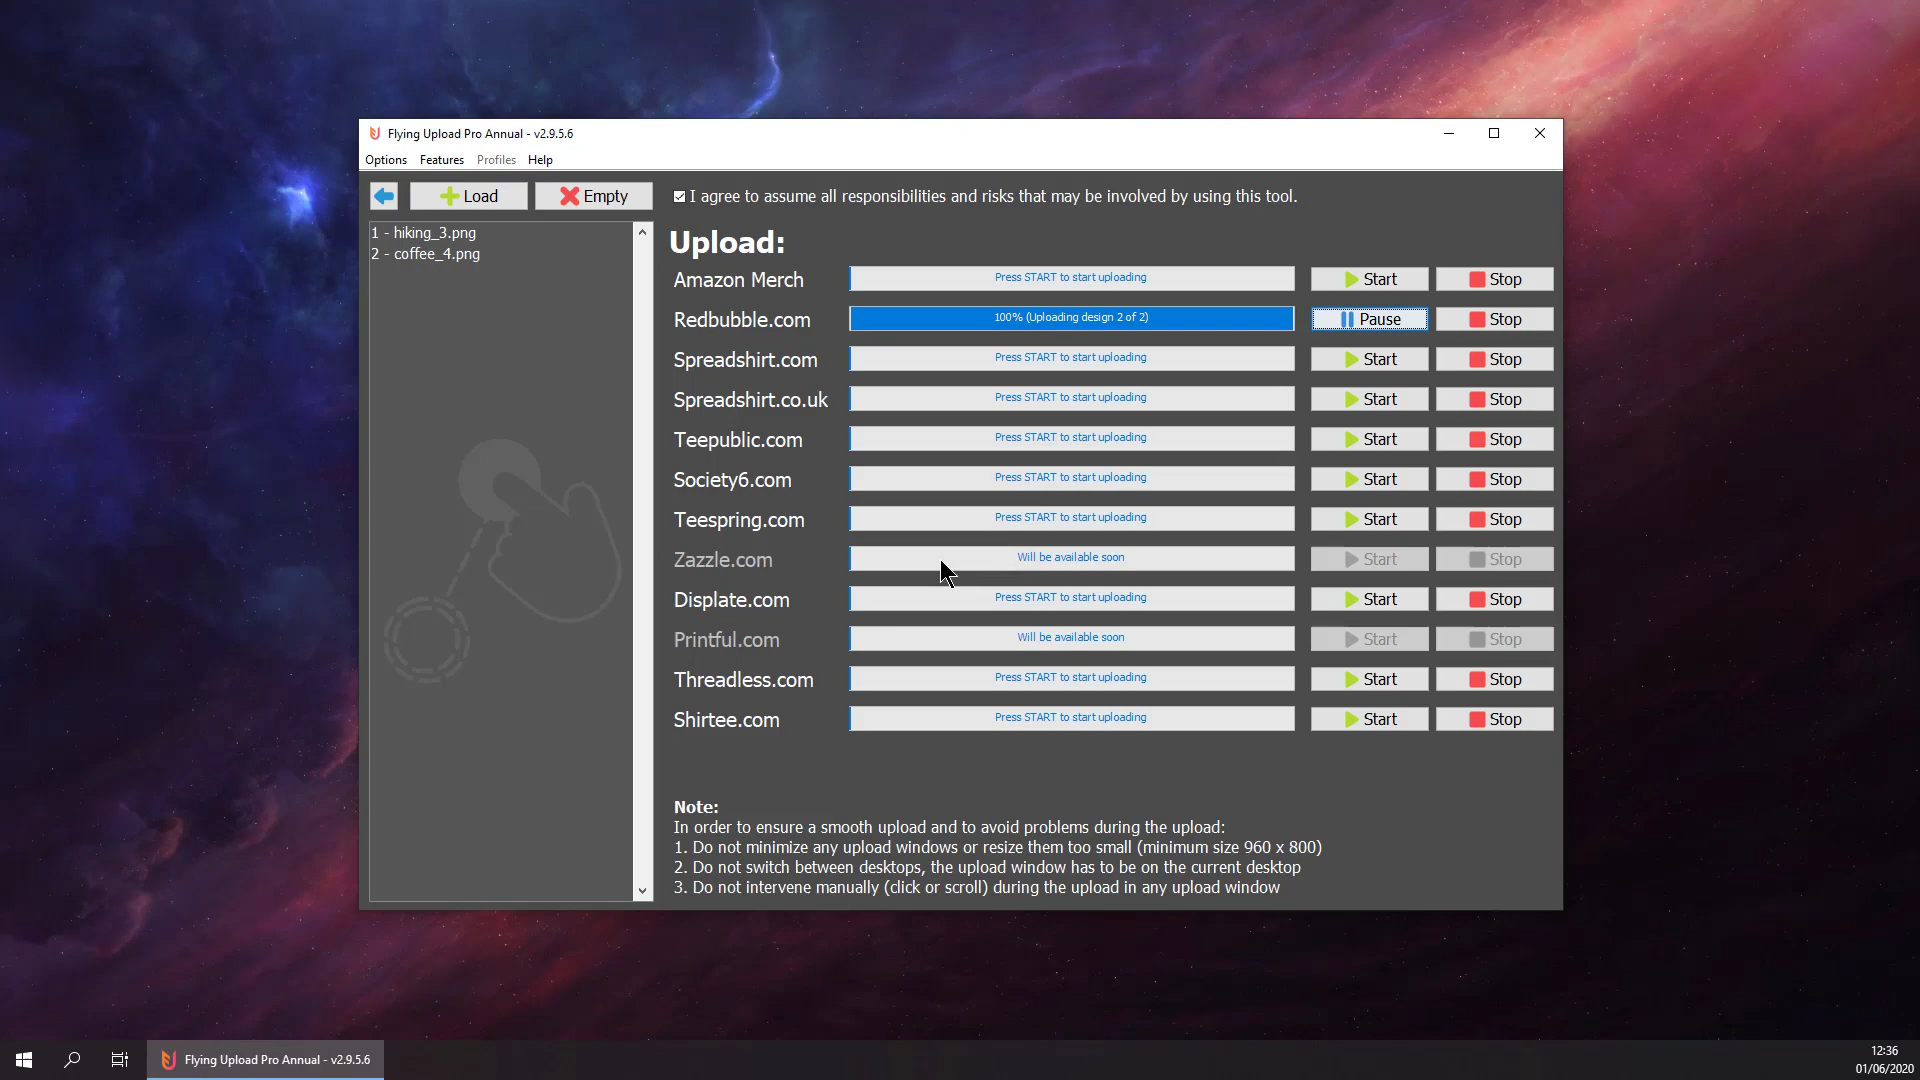 Flying Upload Pro Annual - v2.9.5.6
Options Features Profiles Help
Load Empty
I agree to assume all responsibilities and risks that may be involved by using this tool.
1 - hiking_3.png
2 - coffee_4.png
Upload:
Amazon Merch Press START to start uploading Start Stop
Redbubble.com 100% (Uploading design 2 of 2) Pause Stop
Spreadshirt.com Press START to start uploading Start Stop
Spreadshirt.co.uk Press START to start uploading Start Stop
Teepublic.com Press START to start uploading Start Stop
Society6.com Press START to start uploading Start Stop
Teespring.com Press START to start uploading Start Stop
Zazzle.com Will be available soon Start Stop
Displate.com Press START to start uploading Start Stop
Printful.com Will be available soon Start Stop
Threadless.com Press START to start uploading Start Stop
Shirtee.com Press START to start uploading Start Stop
Note:
In order to ensure a smooth upload and to avoid problems during the upload:
1. Do not minimize any upload windows or resize them too small (minimum size 960 x 800)
2. Do not switch between desktops, the upload window has to be on the current desktop
3. Do not intervene manually (click or scroll) during the upload in any upload window
Flying Upload Pro Annual - v2.9.5.6
12:36
01/06/2020